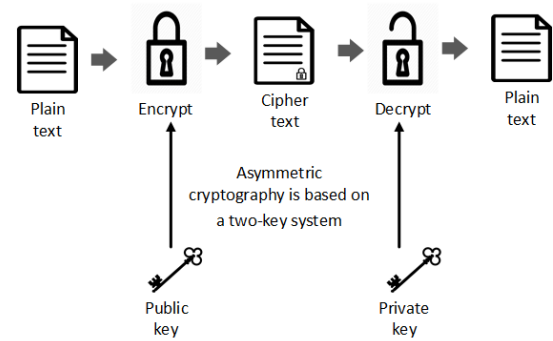 Plain
text
Encrypt
Cipher
text
Decrypt
Plain
text
Asymmetric
cryptography is based on
a two-key system
Public
key
Private
key